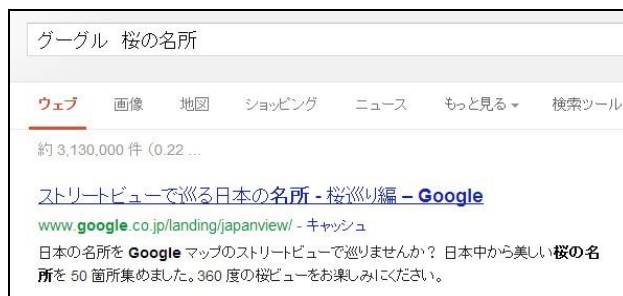 グーグル 桜の名所
ウェブ 画像 地図 ショッピング ニュース もっと見る 検索ツール
約 3,130,000 件 (0.22 ...
ストリートビューで巡る日本の名所 - 桜巡り編 – Google
www.google.co.jp/landing/japanview/ - キャッシュ
日本の名所を Google マップのストリートビューで巡りませんか? 日本中から美しい桜の名
所を 50 箇所集めました。360 度の桜ビューをお楽しみください。